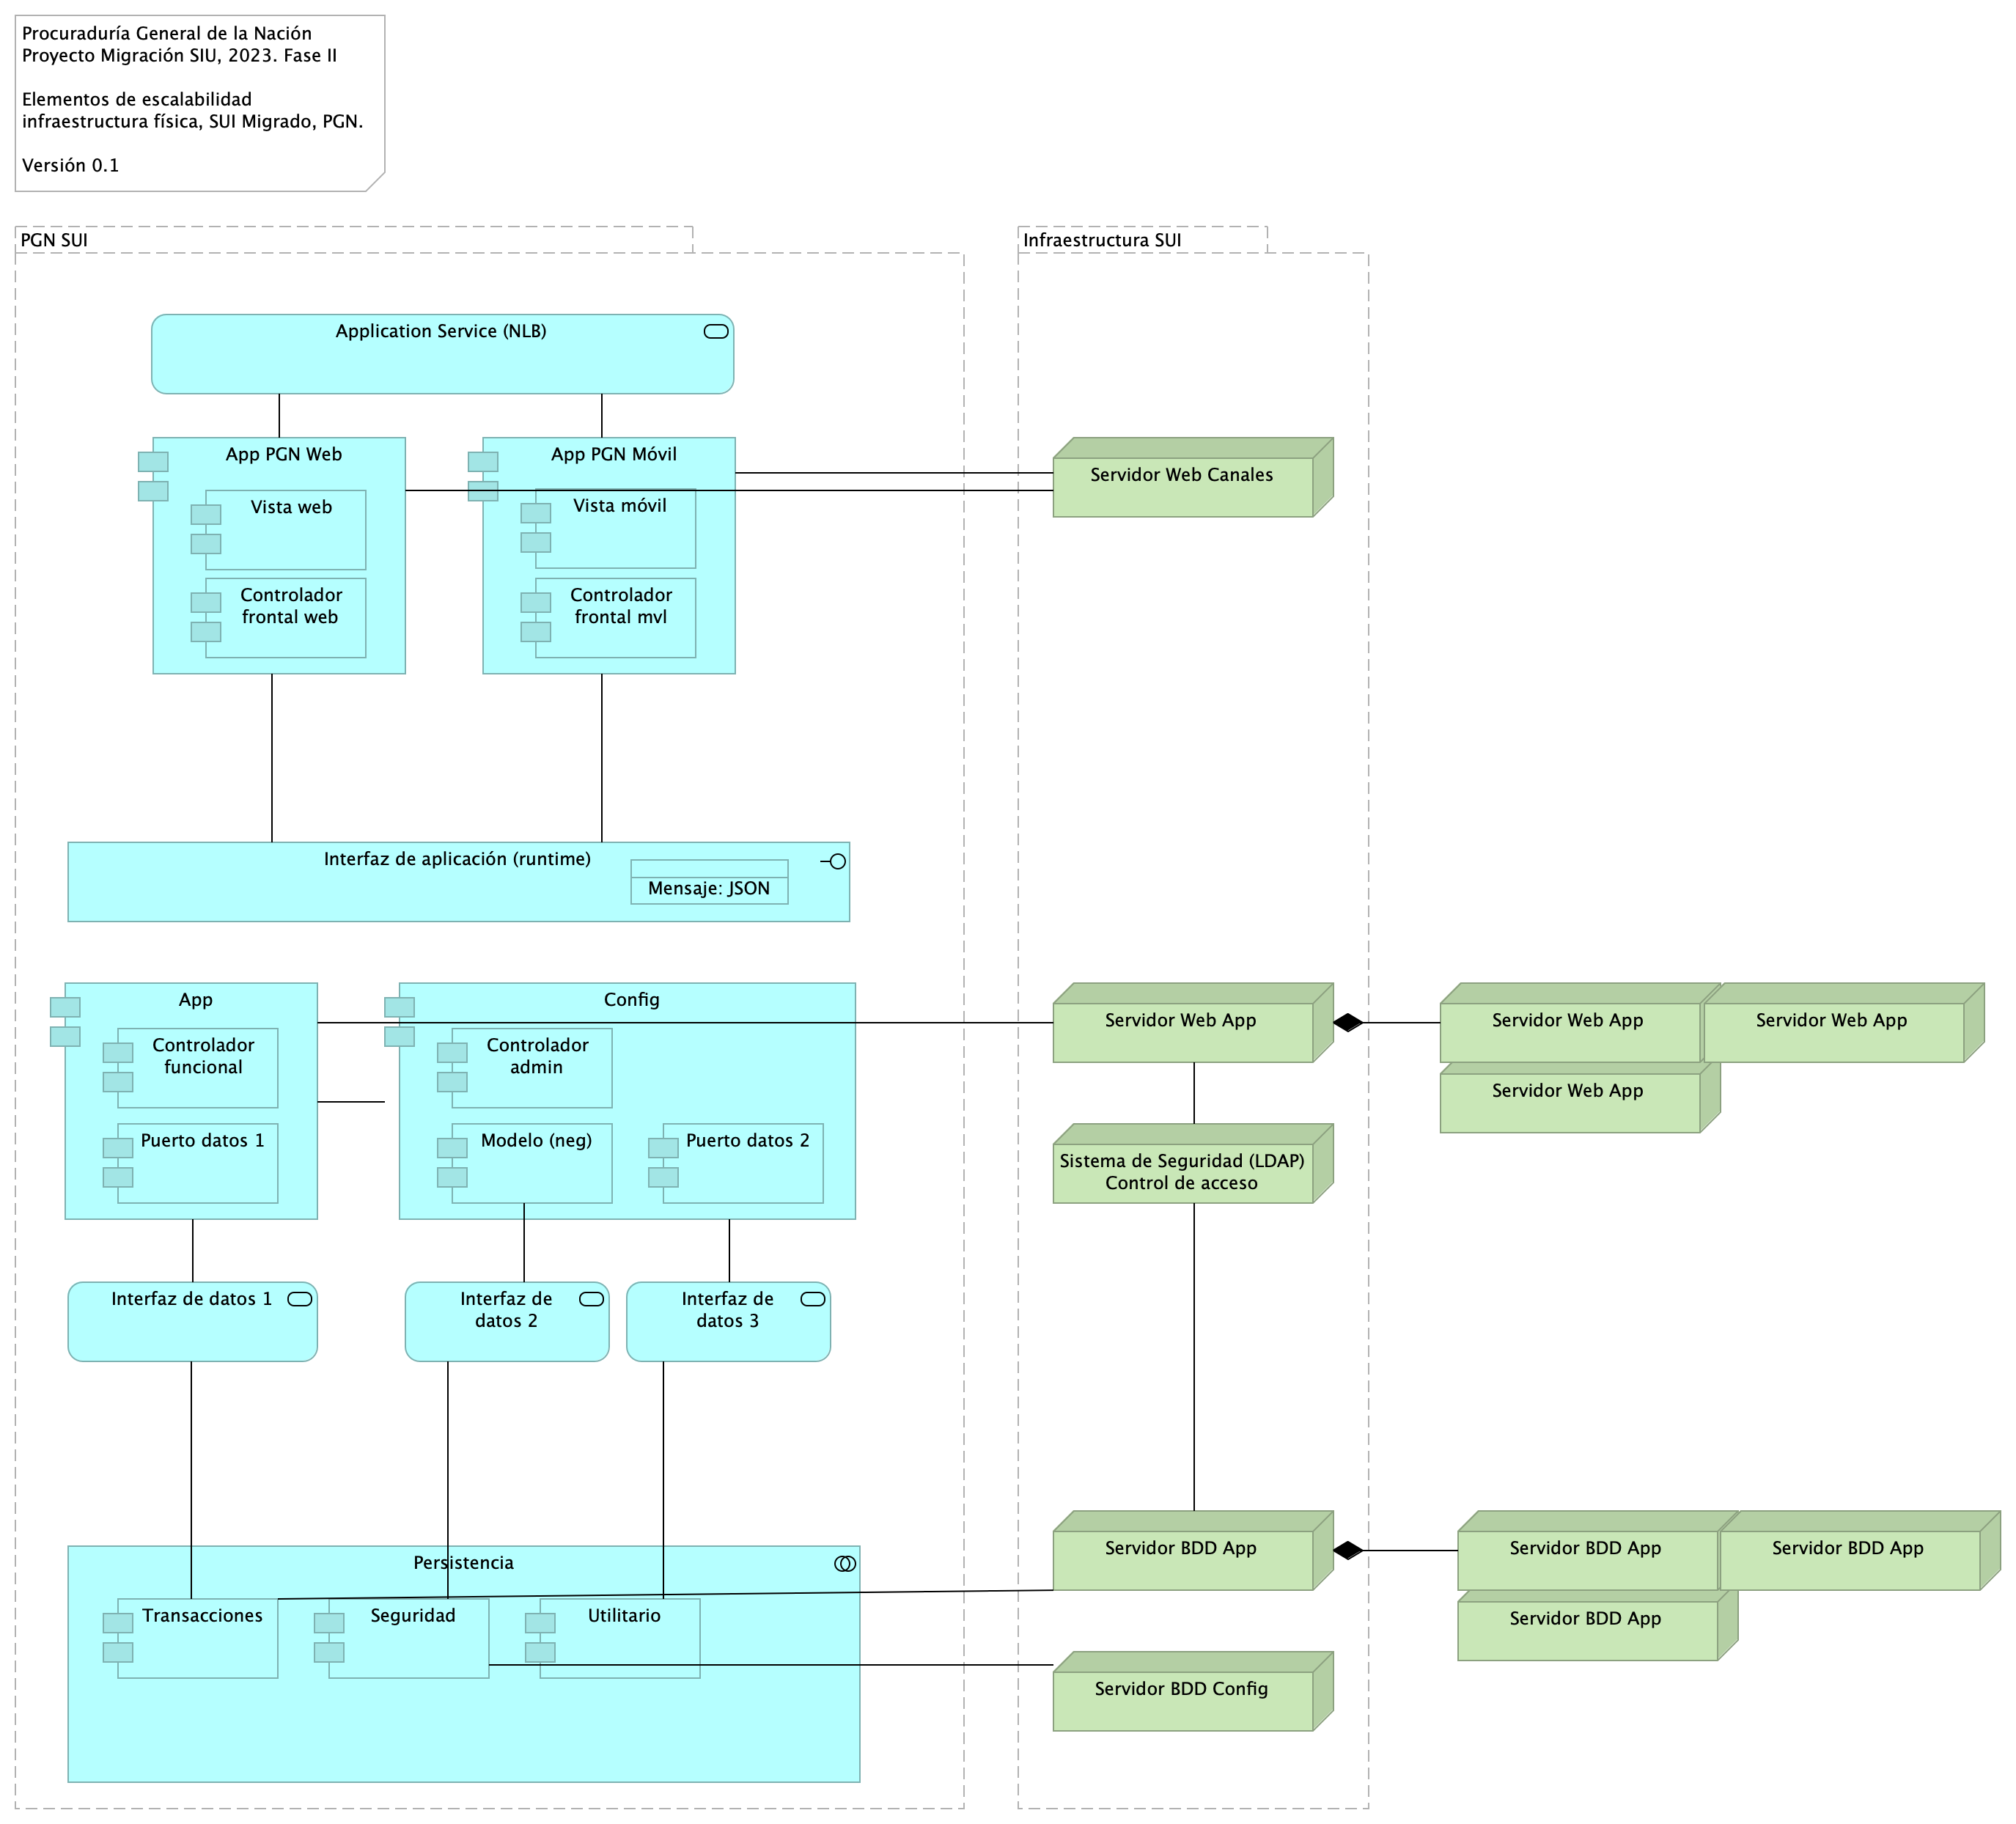 Procuraduría General de la Nación
Proyecto Migración SIU, 2023. Fase II
Elementos de escalabilidad
infraestructura física, SUI Migrado, PGN.
Versión 0.1
PGN SUI
Infraestructura SUI
Application Service (NLB)
App PGN Web
App PGN Móvil
Servidor Web Canales
Vista web
Vista móvil
Controlador
frontal web
Controlador
frontal mvl
Interfaz de aplicación (runtime)
Mensaje: JSON
App
Config
Servidor Web App
Servidor Web App
Servidor Web App
Controlador
funcional
Controlador
admin
Servidor Web App
Puerto datos 1
Modelo (neg)
Puerto datos 2
Sistema de Seguridad (LDAP)
Control de acceso
Interfaz de datos 1
Interfaz de
datos 2
Interfaz de
datos 3
Persistencia
Servidor BDD App
Servidor BDD App
Servidor BDD App
Transacciones
Seguridad
Utilitario
Servidor BDD App
Servidor BDD Config